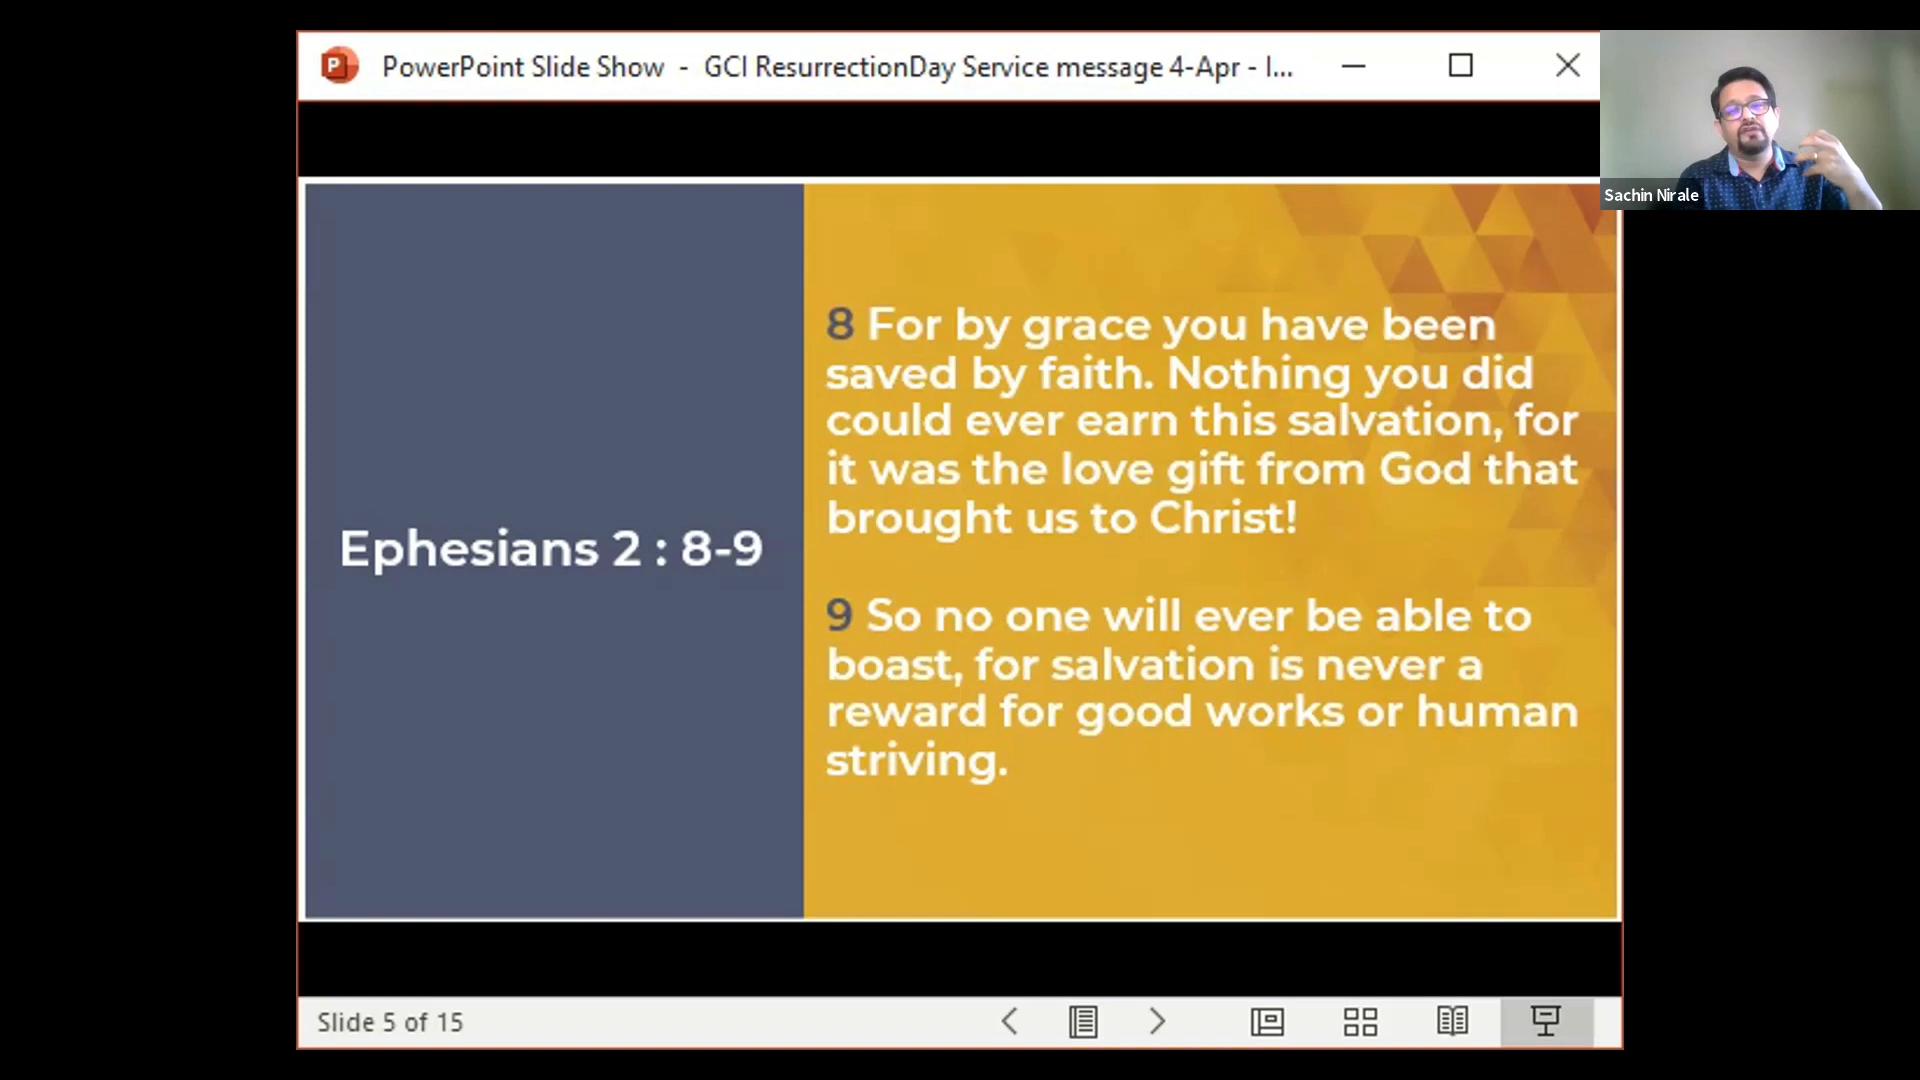 PowerPoint Slide Show - GCI ResurrectionDay Service message 4-Apr - I...
Sachin Nirale
Ephesians 2 : 8-9
8 For by grace you have been
saved by faith. Nothing you did
could ever earn this salvation, for
it was the love gift from God that
brought us to Christ!
9 So no one will ever be able to
boast, for salvation is never a
reward for good works or human
striving.
Slide 5 of 15